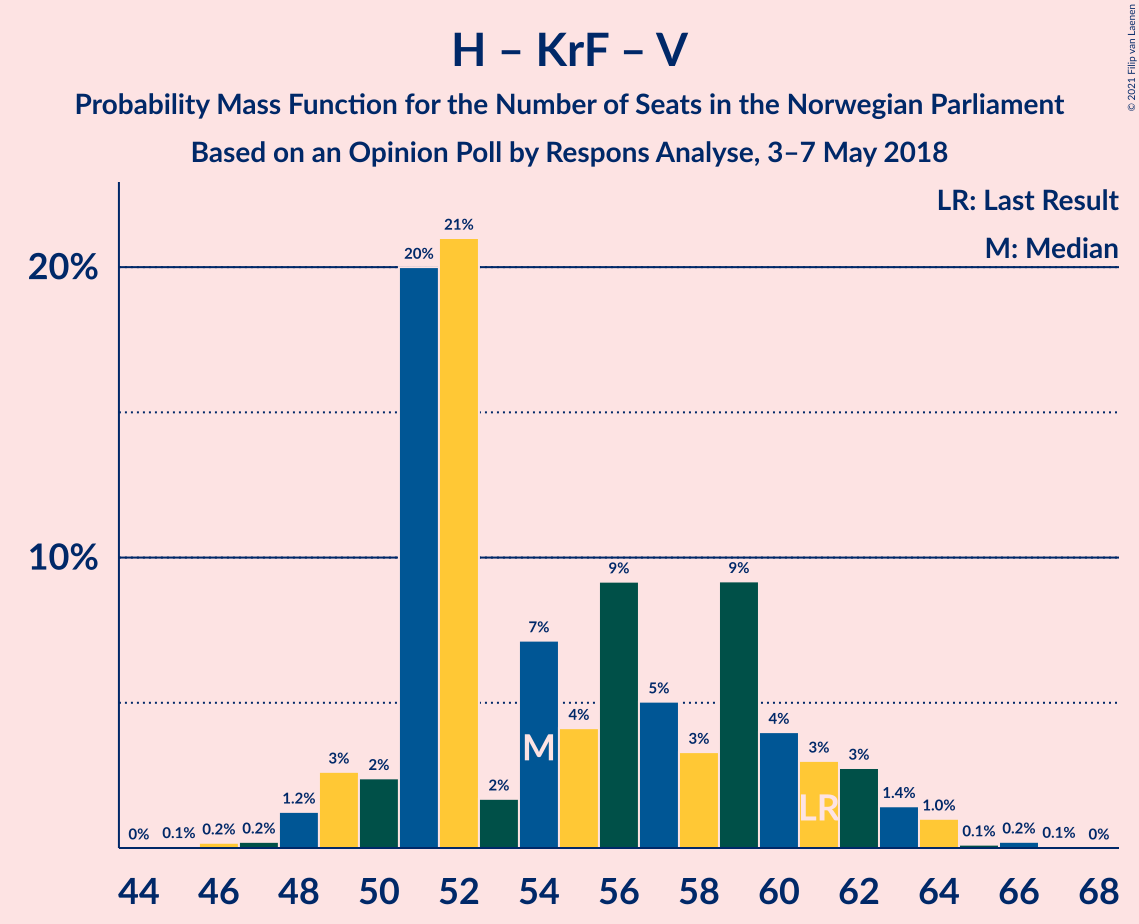 H – KrF – V
Probability Mass Function for the Number of Seats in the Norwegian Parliament
Based on an Opinion Poll by Respons Analyse, 3–7 May 2018
© 2021 Filip van Laenen
LR: Last Result
M: Median
20%
10%
0% 0.1% 0.2% 0.2% 1.2% 3% 2% 20% 21% 2% 7% 4% 9% 5% 3% 9% 4% 3% 3% 1.4% 1.0% 0.1% 0.2% 0.1% 0%
M
LR
44 46 48 50 52 54 56 58 60 62 64 66 68